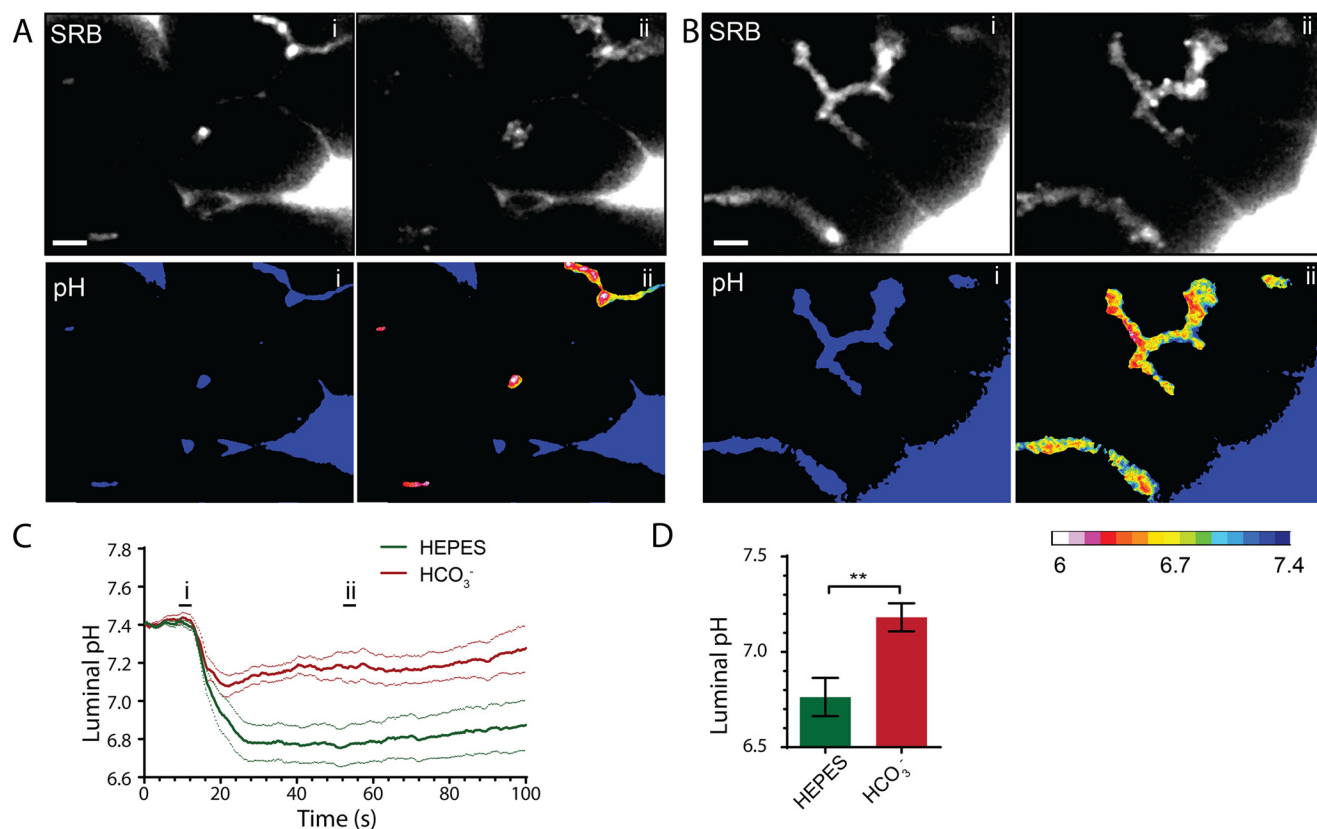 A
SRB
i
ii
B
SRB
i
ii
pH
i
ii
pH
i
ii
C
HEPES
HCO₃⁻
i
ii
Luminal pH
7.8
7.6
7.4
7.2
7.0
6.8
6.6
0
20
40
60
80
100
Time (s)
D
**
Luminal pH
7.5
7.0
6.5
HEPES
HCO₃⁻
6 6.7 7.4